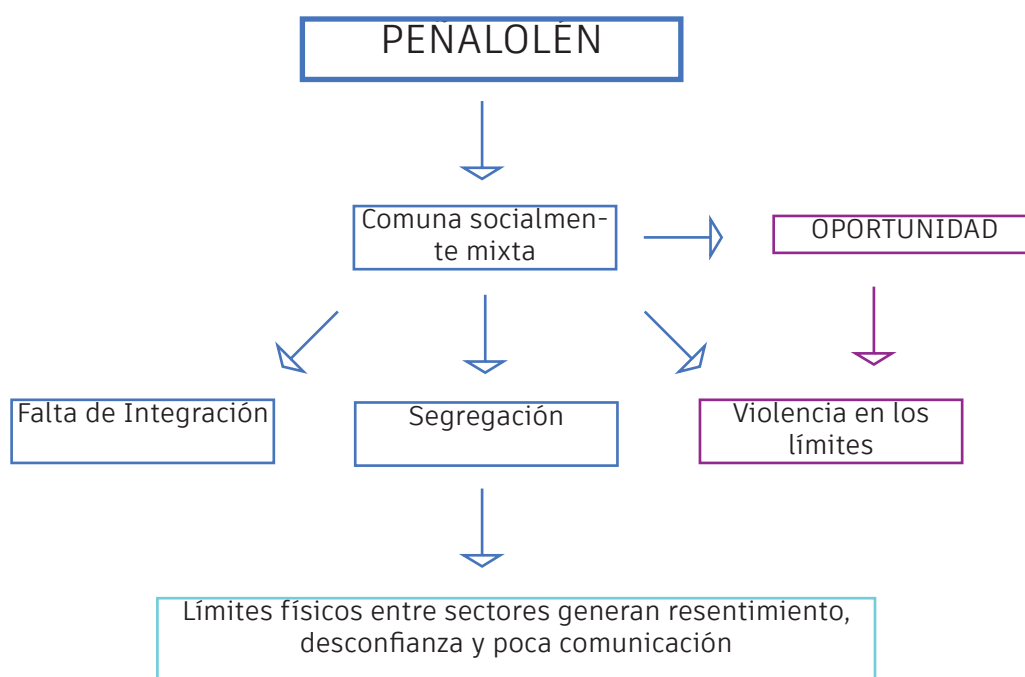 PEÑALOLÉN
Comuna socialmen-
te mixta
OPORTUNIDAD
Falta de Integración
Segregación
Violencia en los
límites
Límites físicos entre sectores generan resentimiento,
desconfianza y poca comunicación